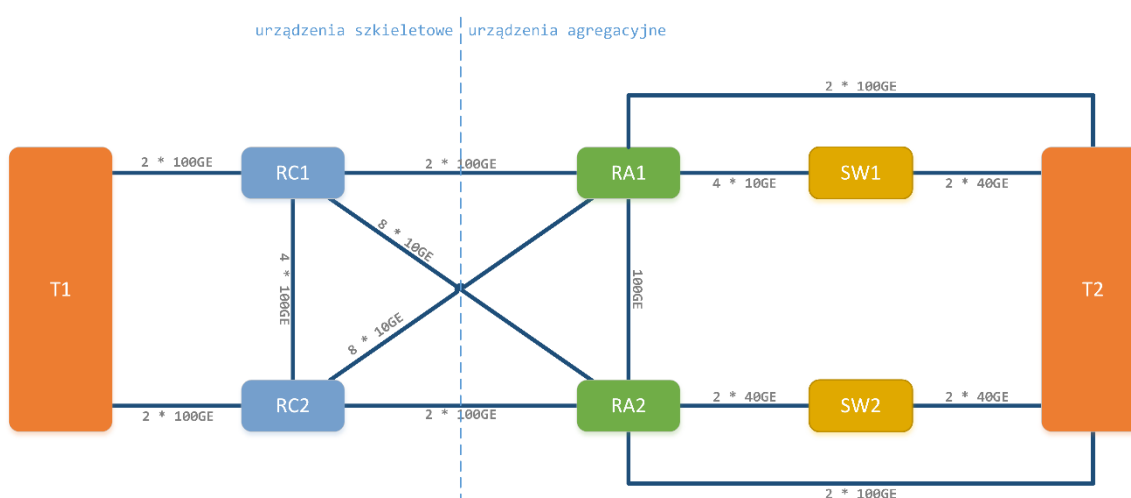 urządzenia szkieletowe
urządzenia agregacyjne
2 * 100GE
2 * 100GE
2 * 100GE
RC1
RA1
SW1
4 * 10GE
2 * 40GE
8 * 10GE
4 * 100GE
100GE
T1
T2
8 * 10GE
RC2
RA2
SW2
2 * 100GE
2 * 100GE
2 * 40GE
2 * 40GE
2 * 100GE